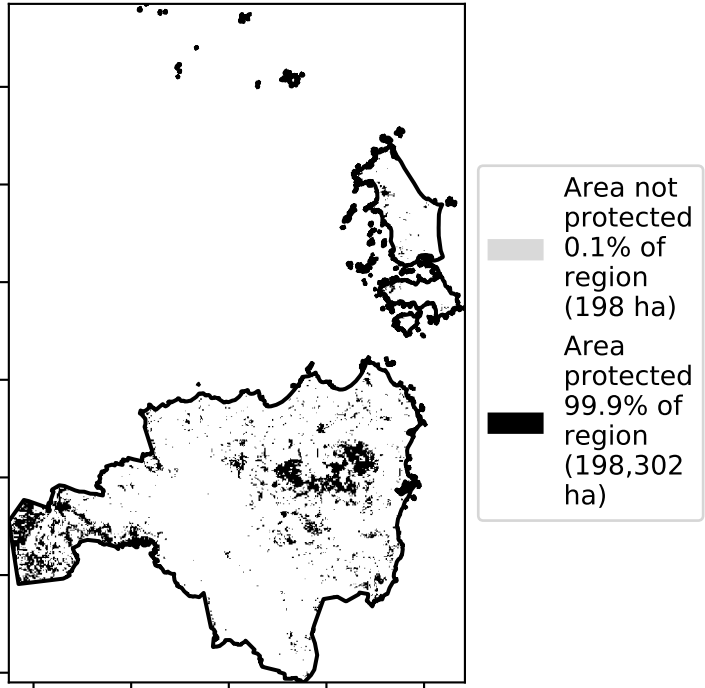 Area not
protected
0.1% of
region
(198 ha)
Area
protected
99.9% of
region
(198,302
ha)